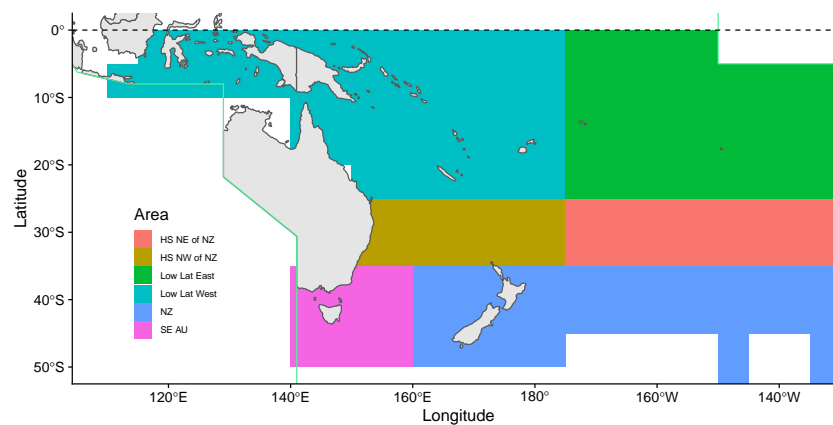 0°
10°S
20°S
30°S
40°S
50°S
Latitude
Area
HS NE of NZ
HS NW of NZ
Low Lat East
Low Lat West
NZ
SE AU
120°E 140°E 160°E 180° 160°W 140°W
Longitude